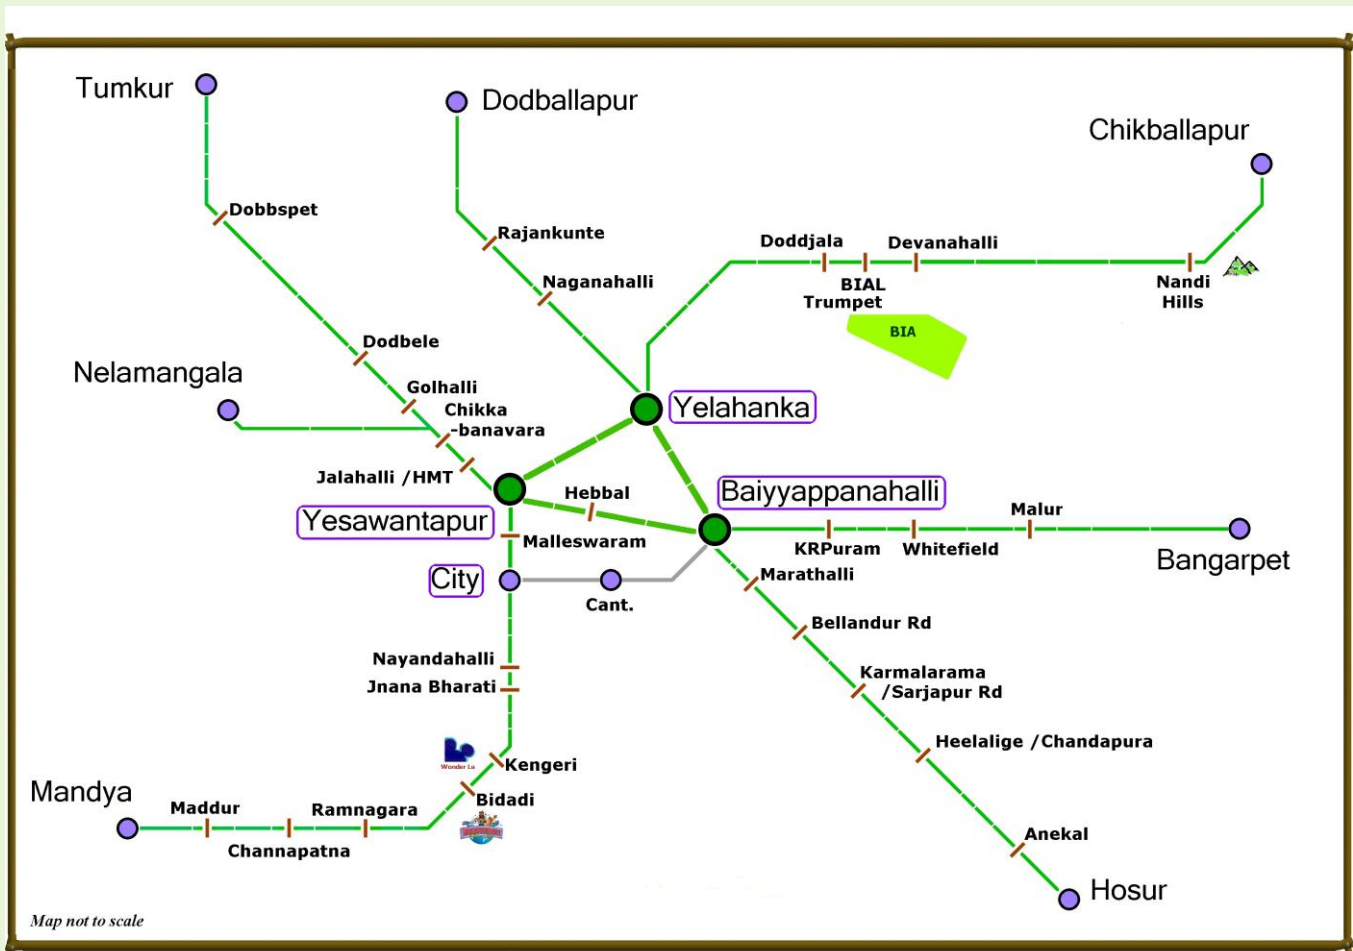 Tumkur
Dodballapur
Chikballapur
Dobbspet
Rajankunte
Doddjala
Devanahalli
Naganahalli
BIAL
Trumpet
Nandi
Hills
BIA
Dodbele
Nelamangala
Golhalli
Chikka
-banavara
Yelahanka
Jalahalli /HMT
Hebbal
Baiyyappanahalli
Yesawantapur
Malleswaram
KRPuram
Whitefield
Malur
Bangarpet
City
Cant.
Marathalli
Bellandur Rd
Nayandahalli
Jnana Bharati
Karmalarama
/Sarjapur Rd
Heelalige /Chandapura
Wonder La
Kengeri
Bidadi
Mandya
Maddur
Ramnagara
Channapatna
Anekal
Hosur
Map not to scale